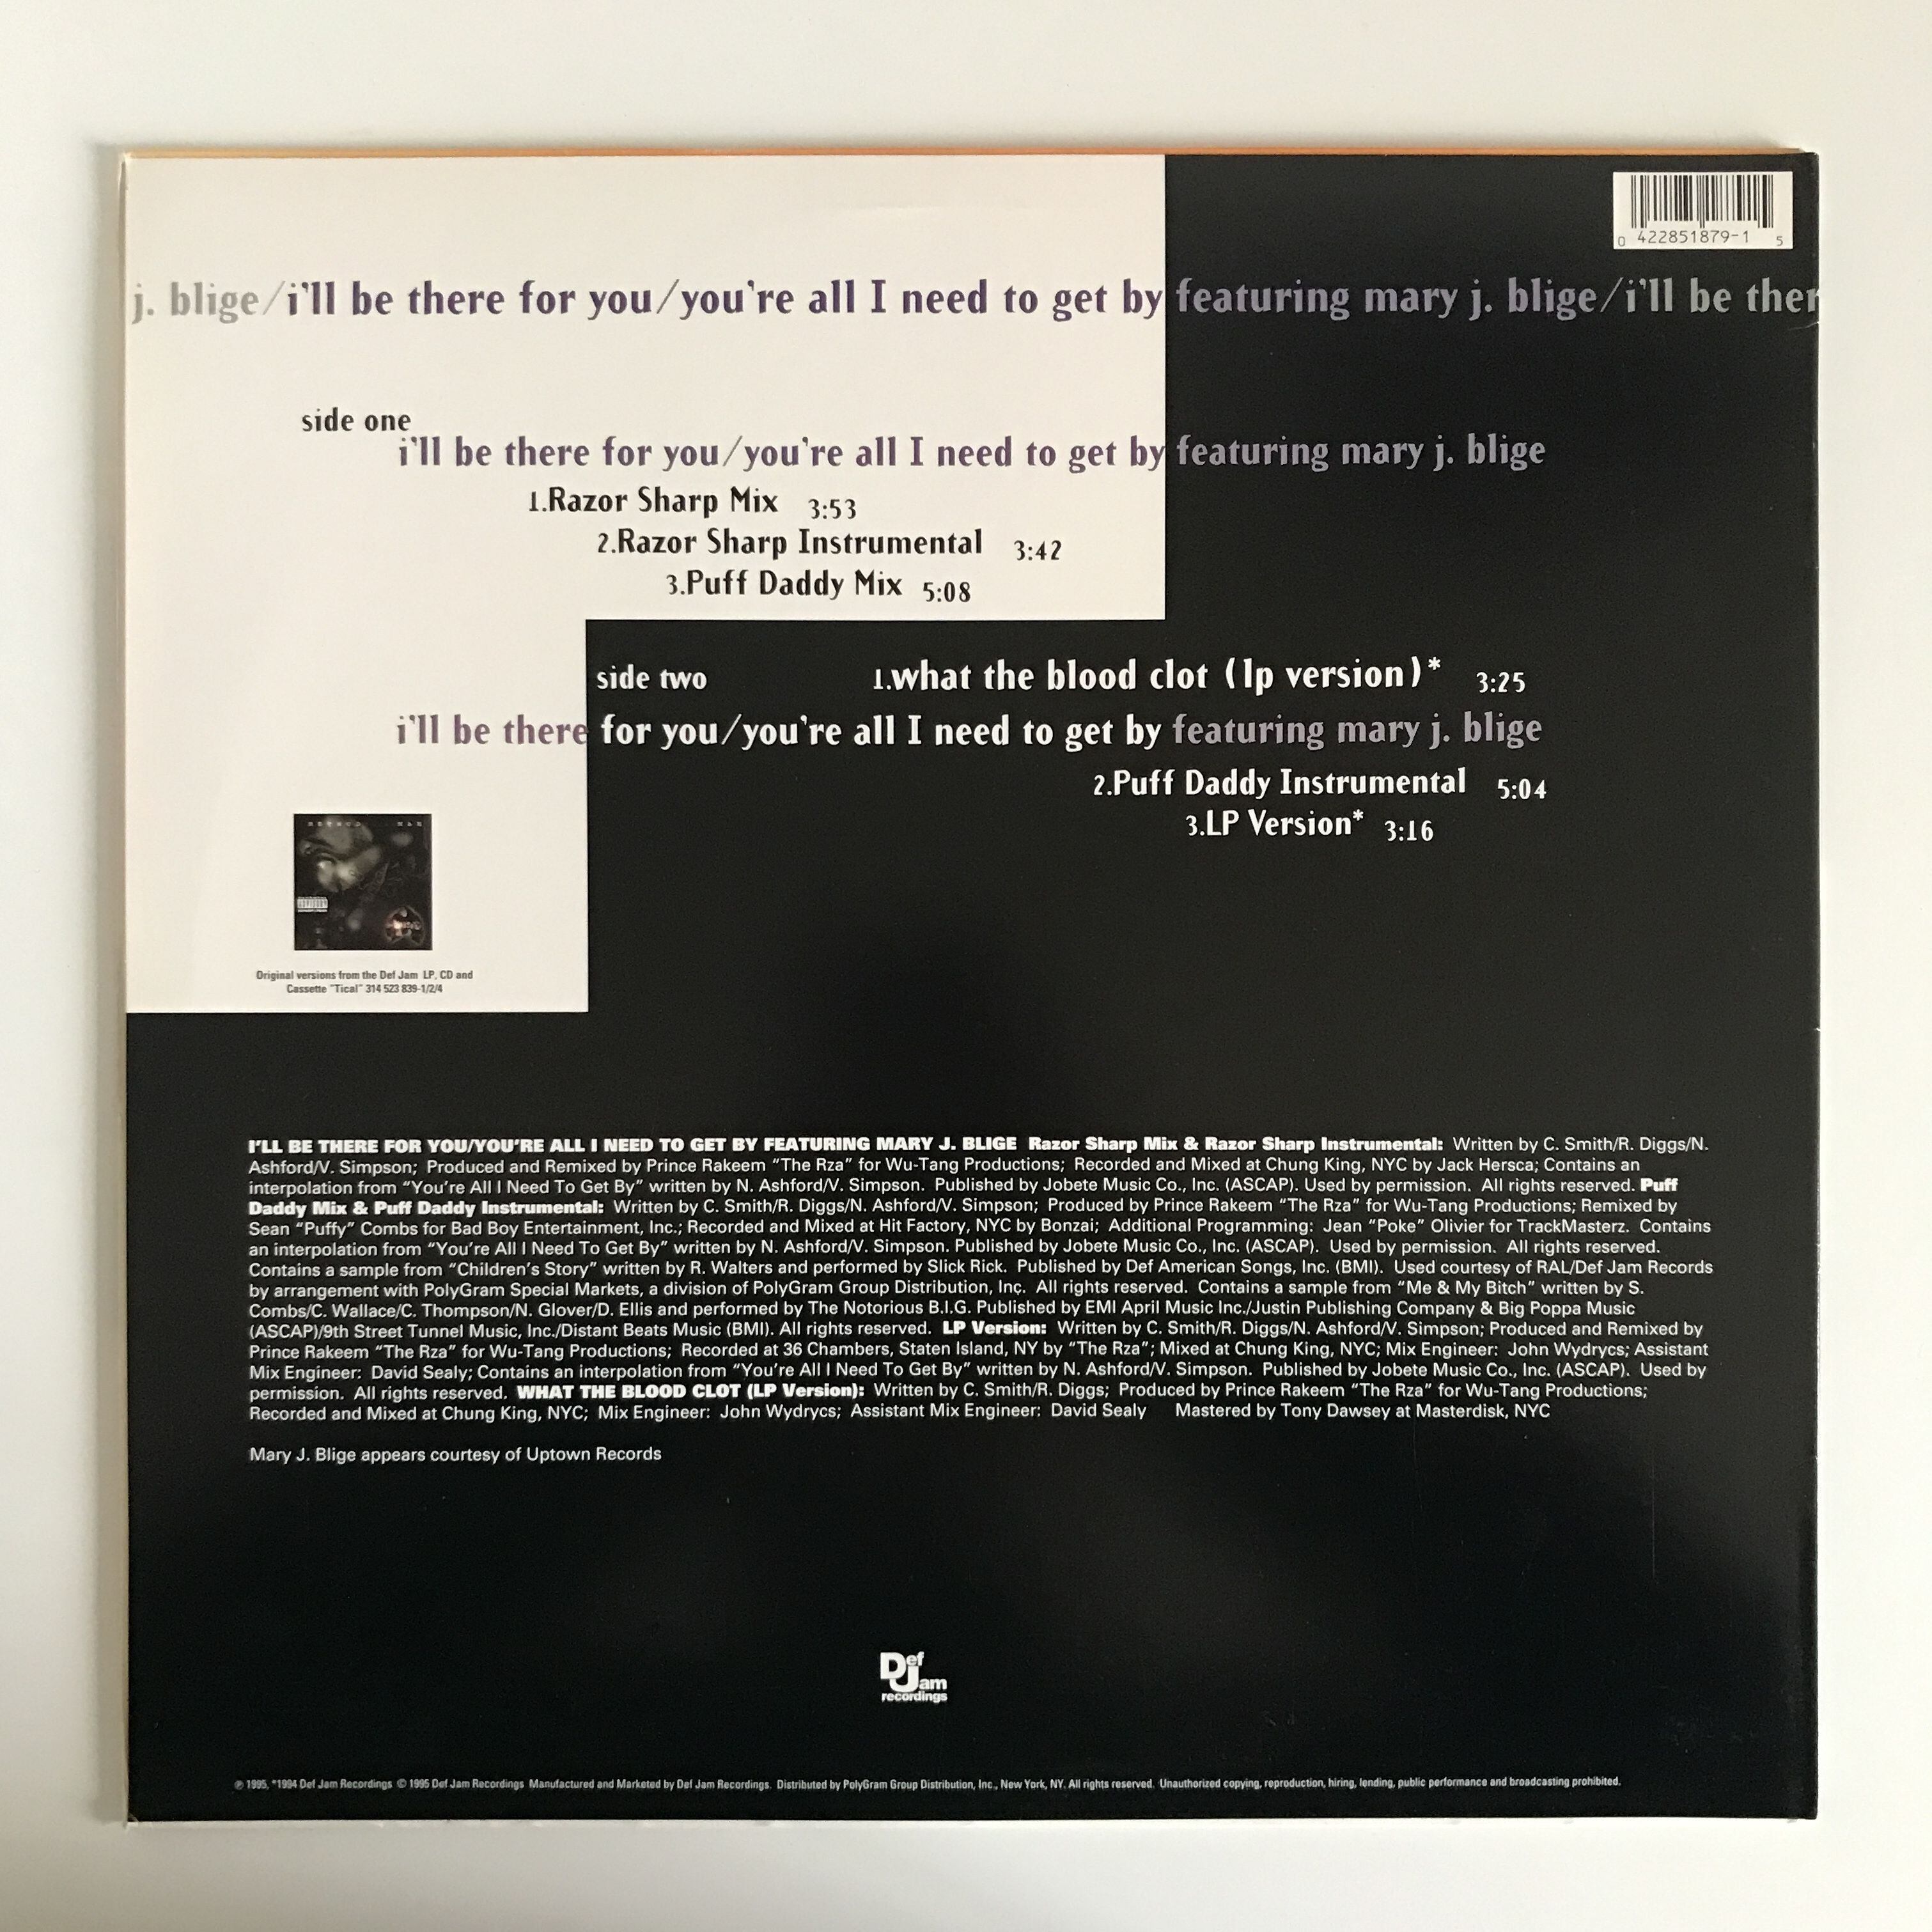 0 422851879-1 5
j. blige/i'll be there for you/you're all I need to get by featuring mary j. blige/i'll be ther
side one
i'll be there for you/you're all I need to get by featuring mary j. blige
1.Razor Sharp Mix 3:53
2.Razor Sharp Instrumental 3:42
3.Puff Daddy Mix 5:08
side two 1.what the blood clot (lp version)* 3:25
i'll be there for you/you're all I need to get by featuring mary j. blige
2.Puff Daddy Instrumental 5:04
3.LP Version* 3:16
Original versions from the Def Jam LP, CD and
Cassette "Tical" 314 523 839-1/2/4
I'LL BE THERE FOR YOU/YOU'RE ALL I NEED TO GET BY FEATURING MARY J. BLIGE Razor Sharp Mix & Razor Sharp Instrumental: Written by C. Smith/R. Diggs/N.
Ashford/V. Simpson; Produced and Remixed by Prince Rakeem “The Rza” for Wu-Tang Productions; Recorded and Mixed at Chung King, NYC by Jack Hersca; Contains an
interpolation from “You're All I Need To Get By” written by N. Ashford/V. Simpson. Published by Jobete Music Co., Inc. (ASCAP). Used by permission. All rights reserved. Puff
Daddy Mix & Puff Daddy Instrumental: Written by C. Smith/R. Diggs/N. Ashford/V. Simpson; Produced by Prince Rakeem “The Rza” for Wu-Tang Productions; Remixed by
Sean “Puffy” Combs for Bad Boy Entertainment, Inc.; Recorded and Mixed at Hit Factory, NYC by Bonzai; Additional Programming: Jean “Poke” Olivier for TrackMasterz. Contains
an interpolation from “You're All I Need To Get By” written by N. Ashford/V. Simpson. Published by Jobete Music Co., Inc. (ASCAP). Used by permission. All rights reserved.
Contains a sample from “Children's Story” written by R. Walters and performed by Slick Rick. Published by Def American Songs, Inc. (BMI). Used courtesy of RAL/Def Jam Records
by arrangement with PolyGram Special Markets, a division of PolyGram Group Distribution, Inc. All rights reserved. Contains a sample from “Me & My Bitch” written by S.
Combs/C. Wallace/C. Thompson/N. Glover/D. Ellis and performed by The Notorious B.I.G. Published by EMI April Music Inc./Justin Publishing Company & Big Poppa Music
(ASCAP)/9th Street Tunnel Music, Inc./Distant Beats Music (BMI). All rights reserved. LP Version: Written by C. Smith/R. Diggs/N. Ashford/V. Simpson; Produced and Remixed by
Prince Rakeem “The Rza” for Wu-Tang Productions; Recorded at 36 Chambers, Staten Island, NY by “The Rza”; Mixed at Chung King, NYC; Mix Engineer: John Wydrycs; Assistant
Mix Engineer: David Sealy; Contains an interpolation from “You're All I Need To Get By” written by N. Ashford/V. Simpson. Published by Jobete Music Co., Inc. (ASCAP). Used by
permission. All rights reserved. WHAT THE BLOOD CLOT (LP Version): Written by C. Smith/R. Diggs; Produced by Prince Rakeem “The Rza” for Wu-Tang Productions;
Recorded and Mixed at Chung King, NYC; Mix Engineer: John Wydrycs; Assistant Mix Engineer: David Sealy Mastered by Tony Dawsey at Masterdisk, NYC
Mary J. Blige appears courtesy of Uptown Records
Def
Jam
recordings
℗ 1995, *1994 Def Jam Recordings © 1995 Def Jam Recordings Manufactured and Marketed by Def Jam Recordings. Distributed by PolyGram Group Distribution, Inc., New York, NY. All rights reserved. Unauthorized copying, reproduction, hiring, lending, public performance and broadcasting prohibited.